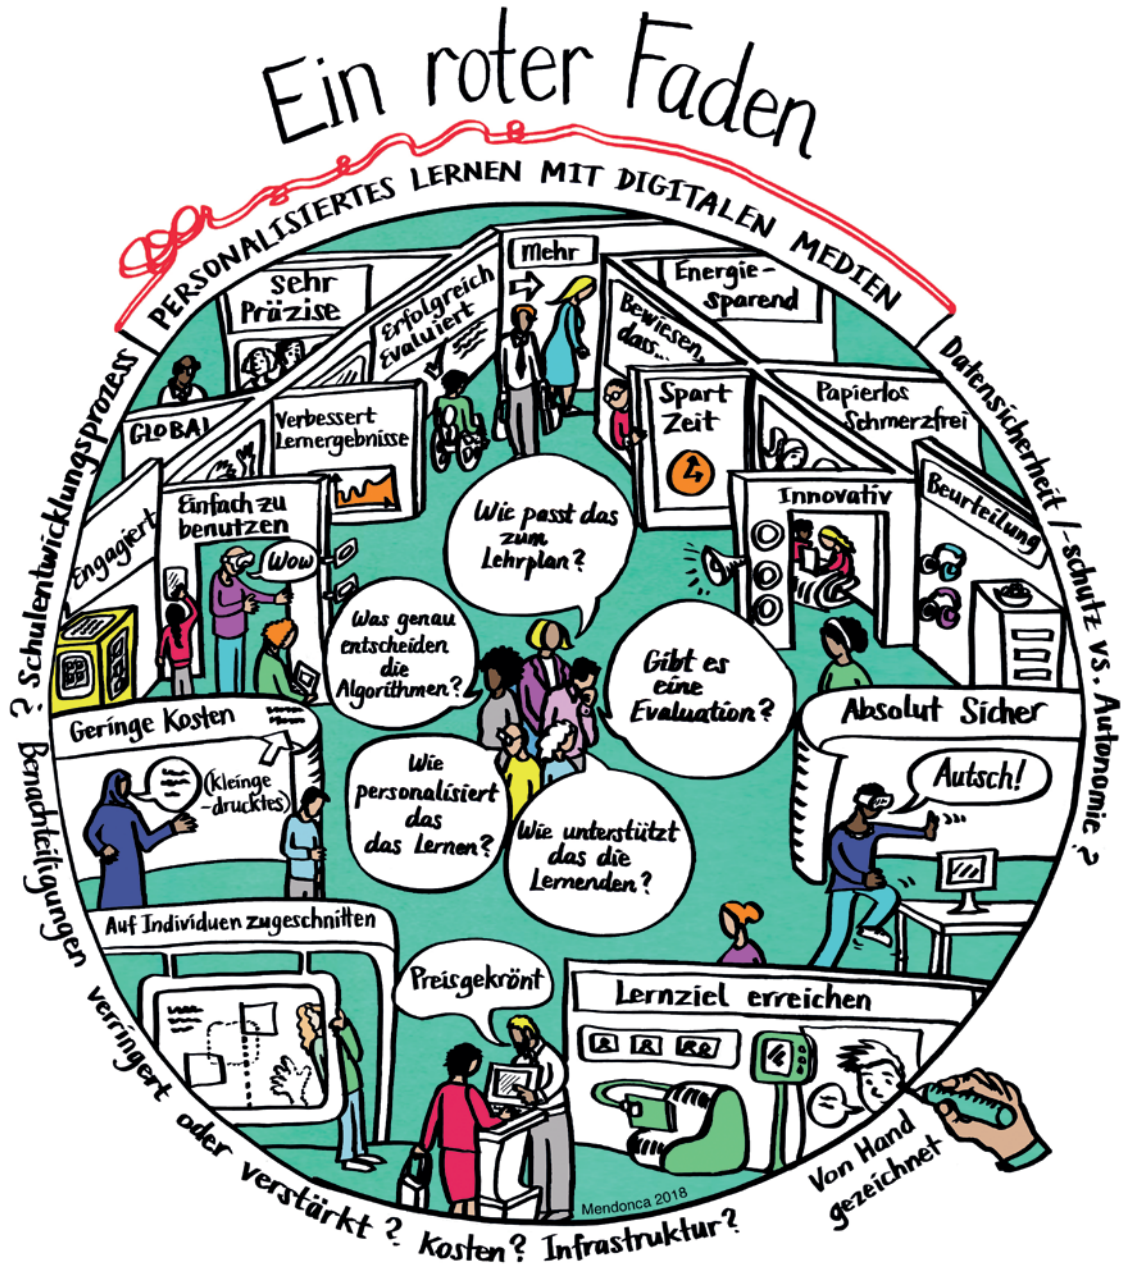 Ein roter Faden
PERSONALISIERTES LERNEN MIT DIGITALEN MEDIEN
Datensicherheit /-schutz vs. Autonomie?
? Schulentwicklungsprozess
Benachteiligungen verringert oder verstärkt? Kosten? Infrastruktur?
Mehr
Sehr
Präzise
Erfolgreich
Evaluiert
Energie-
sparend
Bewiesen,
dass...
GLOBAL
Verbessert
Lernergebnisse
Spart
Zeit
Papierlos
Schmerzfrei
Engagiert
Einfach zu
benutzen
Wow
Innovativ
Beurteilung
Wie passt das
zum
Lehrplan?
Was genau
entscheiden
die
Algorithmen?
Gibt es
eine
Evaluation?
Wie
personalisiert
das
das Lernen?
Wie unterstützt
das die
Lernenden?
Geringe Kosten
(kleinge
-drucktes)
Absolut Sicher
Autsch!
Auf Individuen zugeschnitten
Preisgekrönt
Lernziel erreichen
Von Hand
gezeichnet
Mendonca 2018